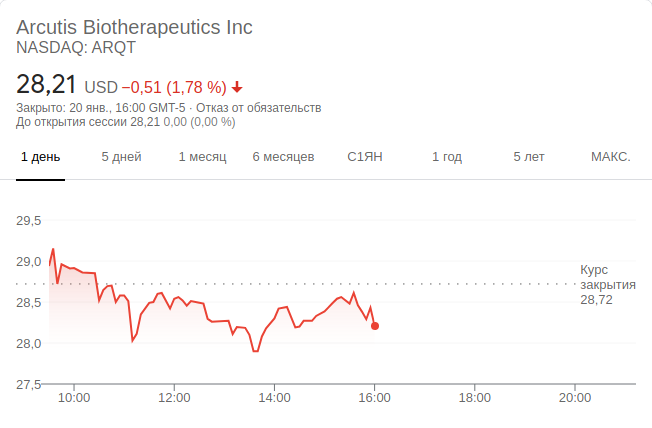 Arcutis Biotherapeutics Inc
NASDAQ: ARQT
28,21 USD −0,51 (1,78 %)
Закрыто: 20 янв., 16:00 GMT-5 · Отказ от обязательств
До открытия сессии 28,21 0,00 (0,00 %)
1 день 5 дней 1 месяц 6 месяцев С1ЯН 1 год 5 лет МАКС.
29,5
29,0
Курс
закрытия
28,72
28,5
28,0
27,5
10:00 12:00 14:00 16:00 18:00 20:00